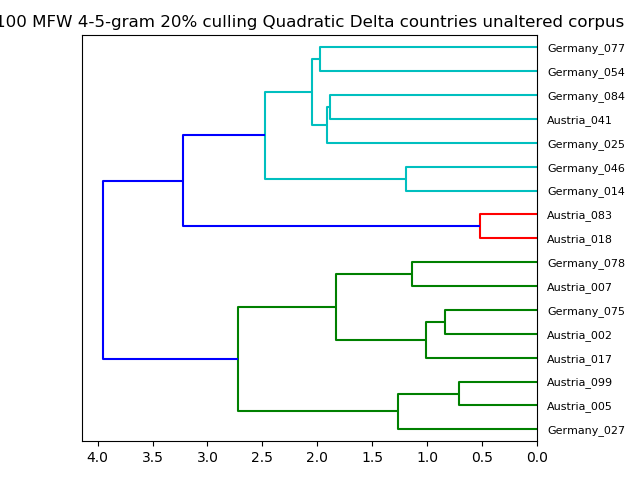 100 MFW 4-5-gram 20% culling Quadratic Delta countries unaltered corpus
Germany_077
Germany_054
Germany_084
Austria_041
Germany_025
Germany_046
Germany_014
Austria_083
Austria_018
Germany_078
Austria_007
Germany_075
Austria_002
Austria_017
Austria_099
Austria_005
Germany_027
4.0 3.5 3.0 2.5 2.0 1.5 1.0 0.5 0.0